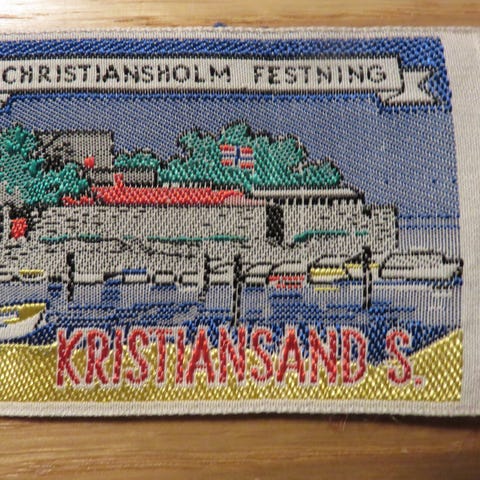 CHRISTIANSHOLM FESTNING
KRISTIANSAND S.